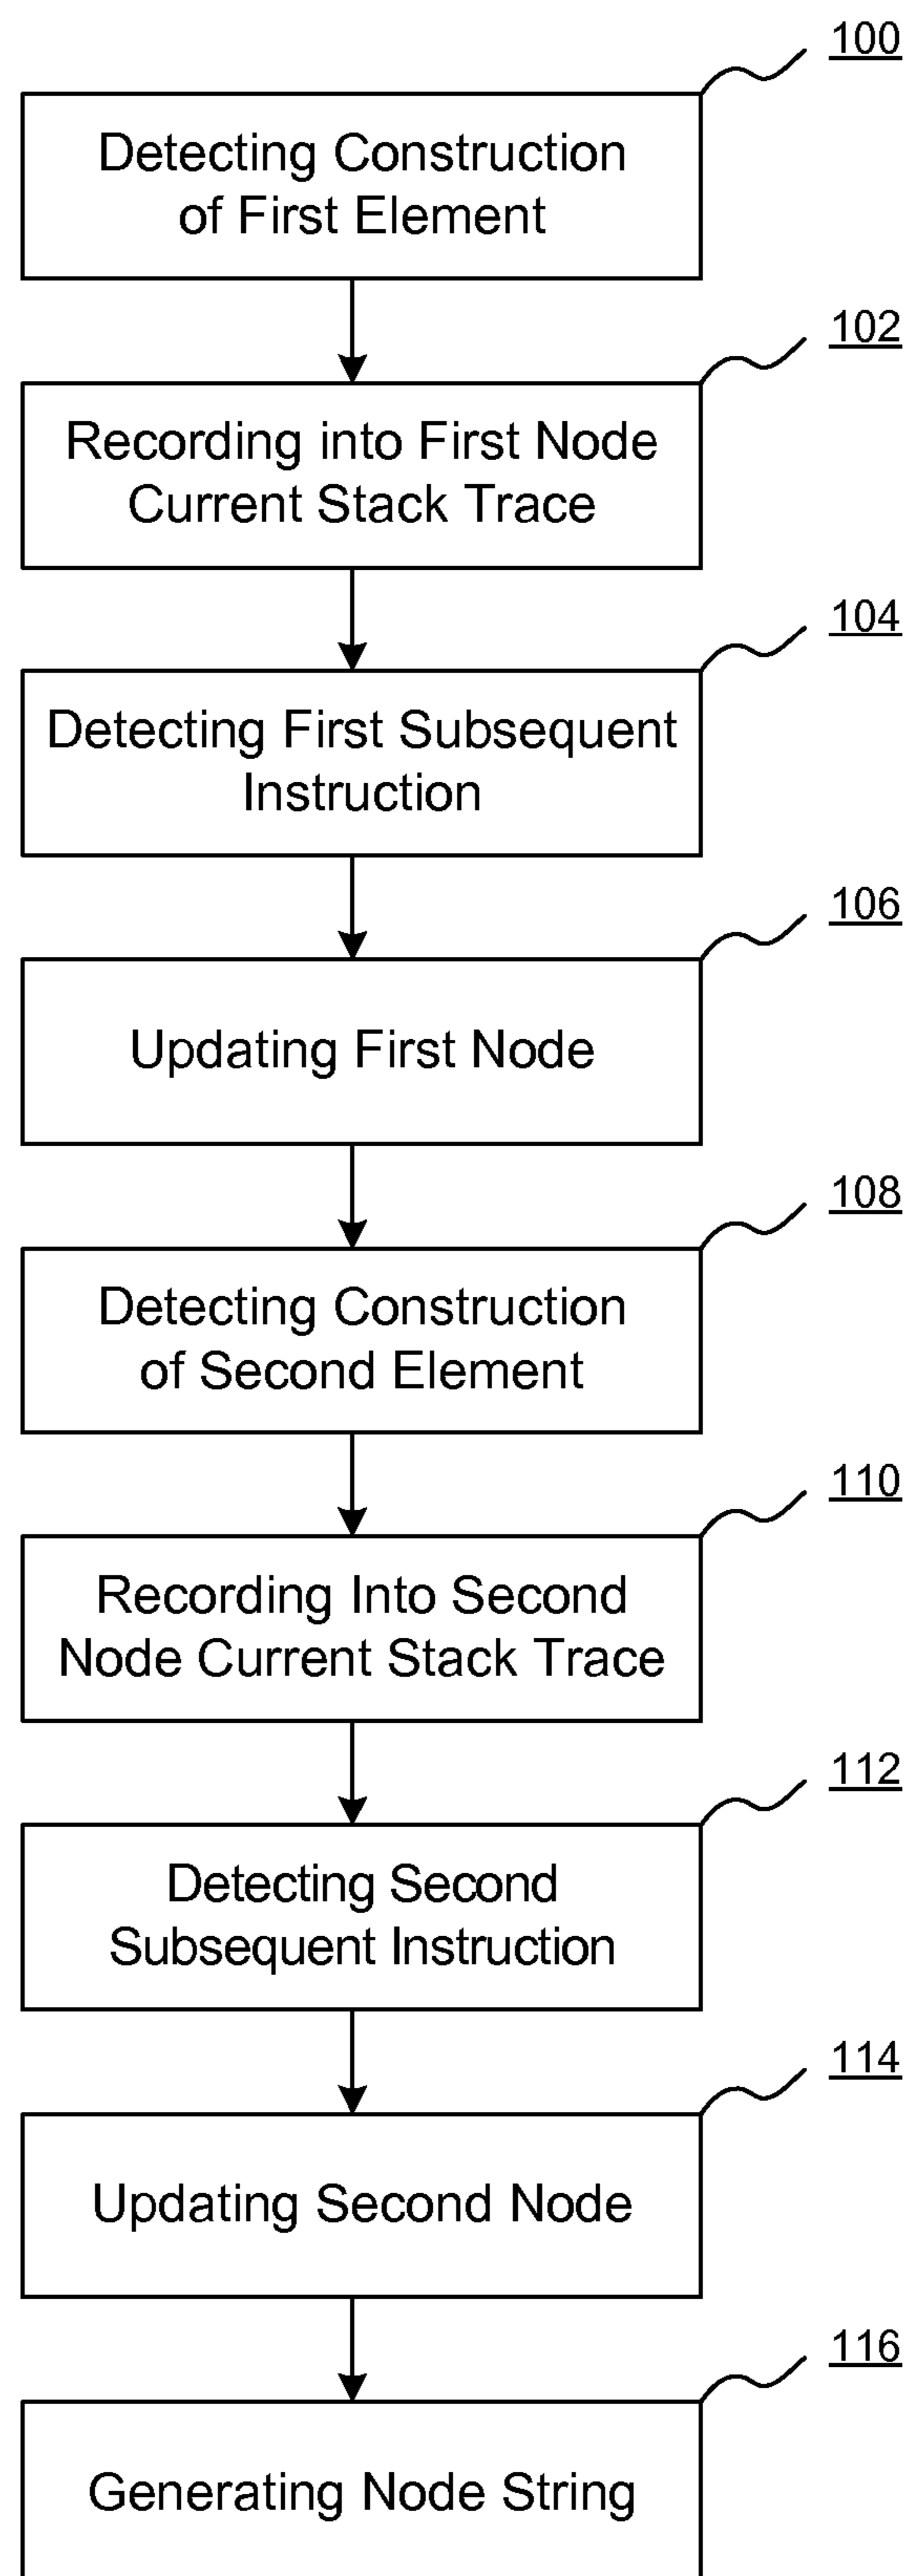 100
Detecting Construction
of First Element
102
Recording into First Node
Current Stack Trace
104
Detecting First Subsequent
Instruction
106
Updating First Node
108
Detecting Construction
of Second Element
110
Recording Into Second
Node Current Stack Trace
112
Detecting Second
Subsequent Instruction
114
Updating Second Node
116
Generating Node String